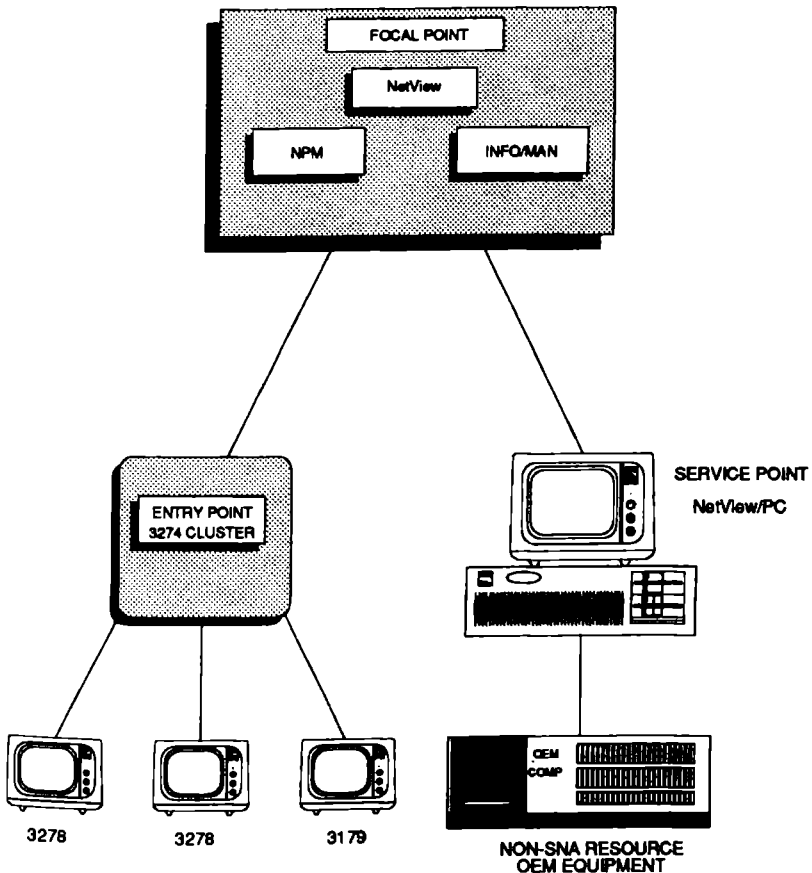 FOCAL POINT
NetView
NPM
INFO/MAN
ENTRY POINT
3274 CLUSTER
SERVICE POINT
NetView/PC
3278
3278
3179
OEM
COMP
NON-SNA RESOURCE
OEM EQUIPMENT